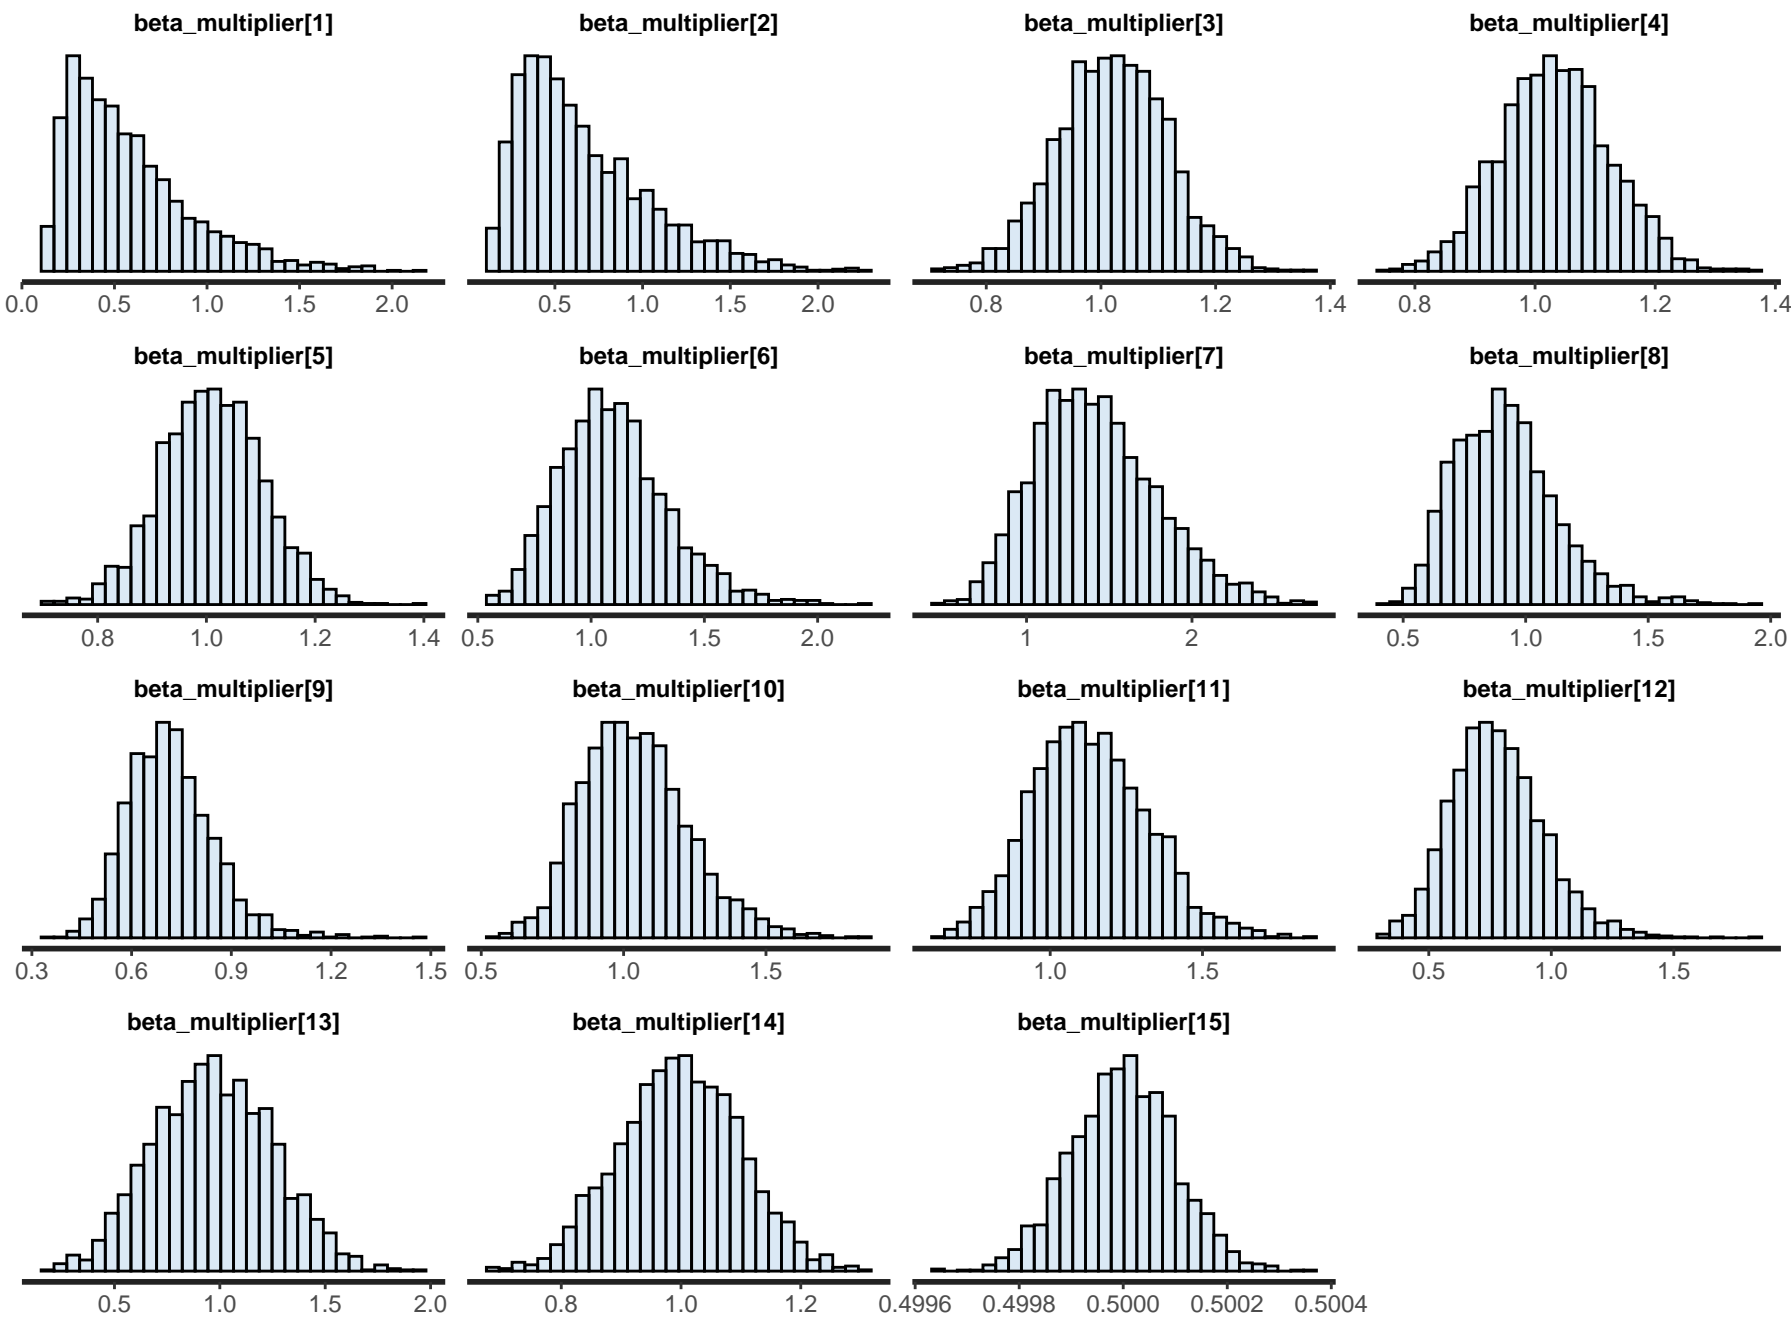 beta_multiplier[1] beta_multiplier[2] beta_multiplier[3] beta_multiplier[4]
0.0 0.5 1.0 1.5 2.0 0.5 1.0 1.5 2.0 0.8 1.0 1.2 1.4 0.8 1.0 1.2 1.4
beta_multiplier[5] beta_multiplier[6] beta_multiplier[7] beta_multiplier[8]
0.8 1.0 1.2 1.4 0.5 1.0 1.5 2.0 1 2 0.5 1.0 1.5 2.0
beta_multiplier[9] beta_multiplier[10] beta_multiplier[11] beta_multiplier[12]
0.3 0.6 0.9 1.2 1.5 0.5 1.0 1.5 1.0 1.5 0.5 1.0 1.5
beta_multiplier[13] beta_multiplier[14] beta_multiplier[15]
0.5 1.0 1.5 2.0 0.8 1.0 1.2 0.4996 0.4998 0.5000 0.5002 0.5004